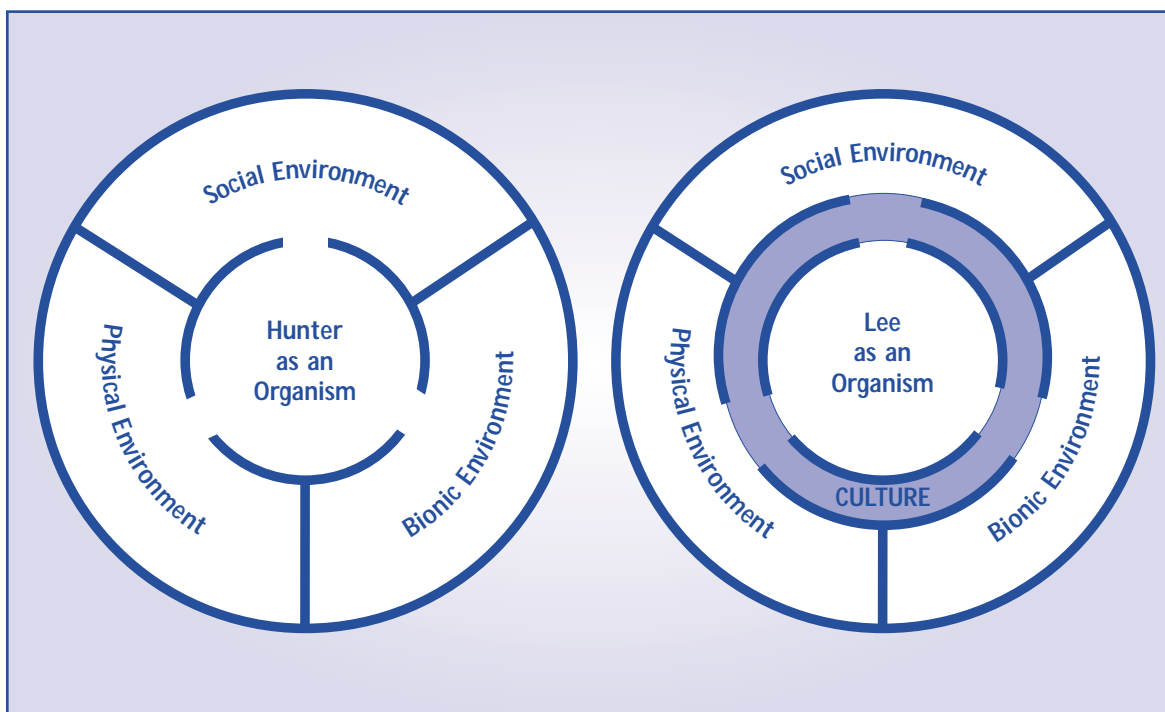 Social Environment
Physical Environment
Hunter
as an
Organism
Bionic Environment
Social Environment
Physical Environment
Lee
as an
Organism
Bionic Environment
CULTURE